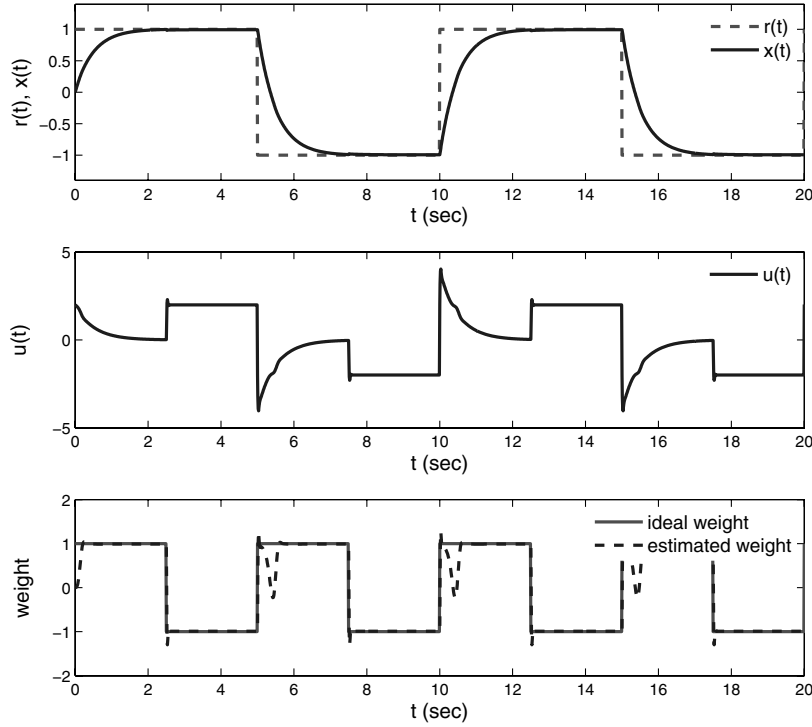 r(t), x(t)
1
0.5
0
−0.5
−1
r(t)
x(t)
0 2 4 6 8 10 12 14 16 18 20
t (sec)
u(t)
5
0
−5
u(t)
0 2 4 6 8 10 12 14 16 18 20
t (sec)
weight
2
1
0
−1
−2
ideal weight
estimated weight
0 2 4 6 8 10 12 14 16 18 20
t (sec)